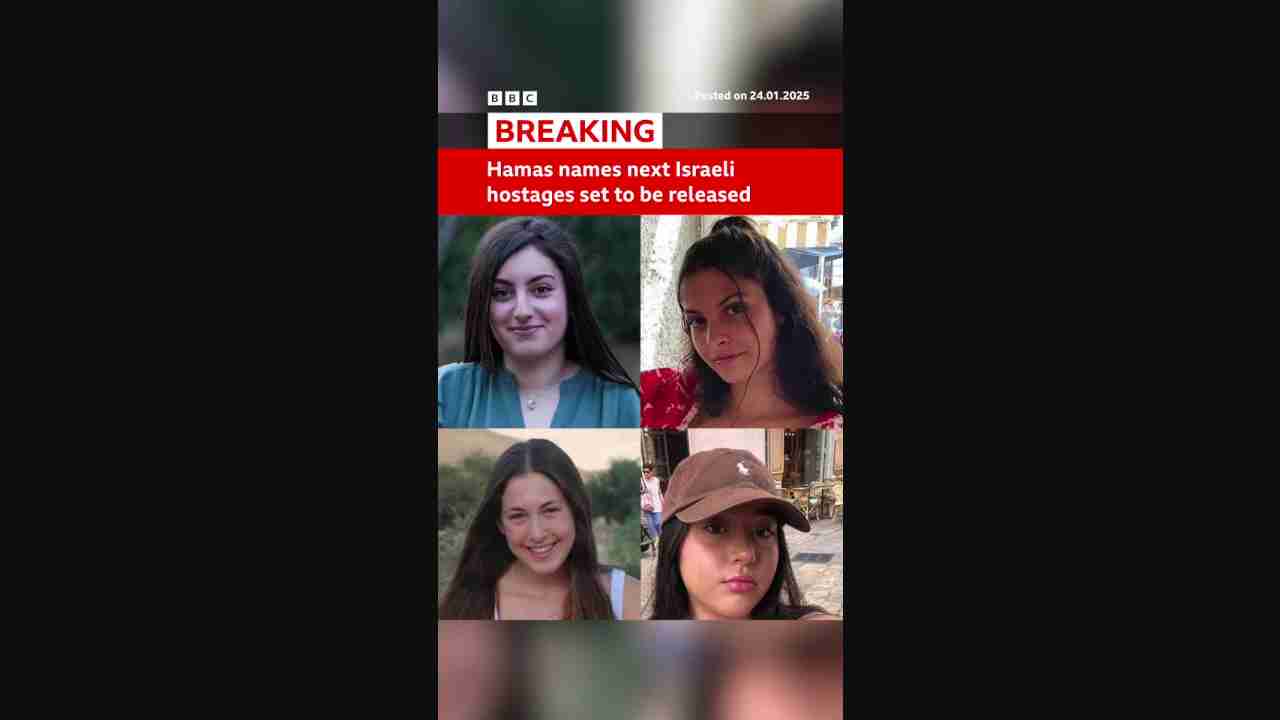 BBC
Posted on 24.01.2025
BREAKING
Hamas names next Israeli
hostages set to be released